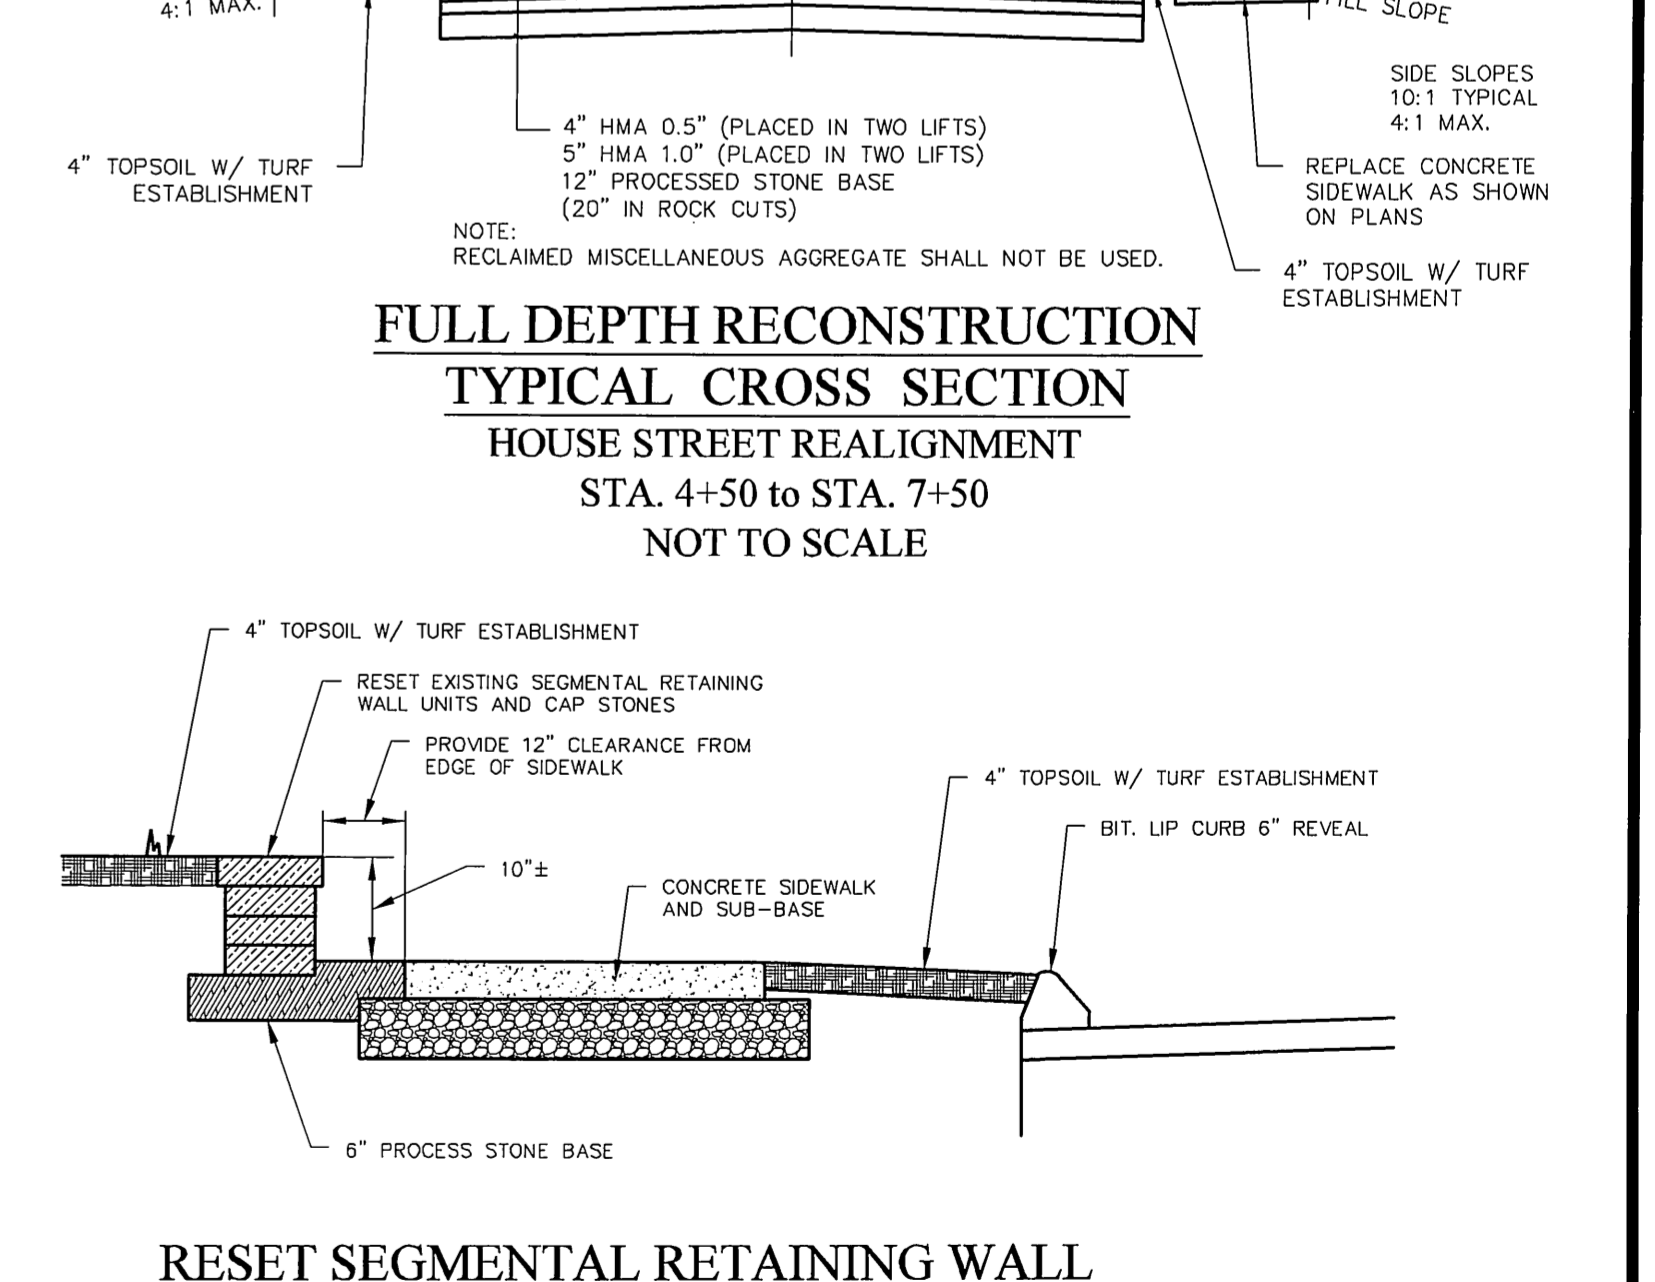 4:1 MAX.
FILL SLOPE
SIDE SLOPES
10:1 TYPICAL
4:1 MAX.
4" HMA 0.5" (PLACED IN TWO LIFTS)
5" HMA 1.0" (PLACED IN TWO LIFTS)
12" PROCESSED STONE BASE
(20" IN ROCK CUTS)
4" TOPSOIL W/ TURF
ESTABLISHMENT
REPLACE CONCRETE
SIDEWALK AS SHOWN
ON PLANS
NOTE:
RECLAIMED MISCELLANEOUS AGGREGATE SHALL NOT BE USED.
4" TOPSOIL W/ TURF
ESTABLISHMENT
FULL DEPTH RECONSTRUCTION
TYPICAL CROSS SECTION
HOUSE STREET REALIGNMENT
STA. 4+50 to STA. 7+50
NOT TO SCALE
4" TOPSOIL W/ TURF ESTABLISHMENT
RESET EXISTING SEGMENTAL RETAINING
WALL UNITS AND CAP STONES
PROVIDE 12" CLEARANCE FROM
EDGE OF SIDEWALK
4" TOPSOIL W/ TURF ESTABLISHMENT
BIT. LIP CURB 6" REVEAL
10"±
CONCRETE SIDEWALK
AND SUB-BASE
6" PROCESS STONE BASE
RESET SEGMENTAL RETAINING WALL